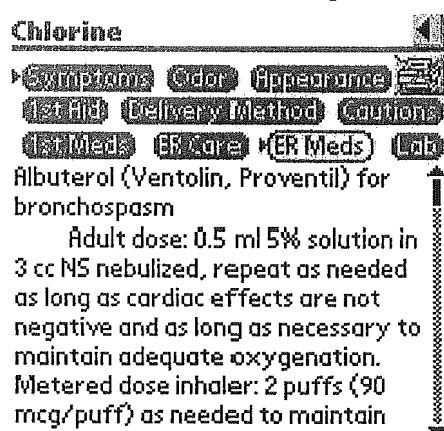 Chlorine
Symptoms Odor Appearance
1st Aid Delivery Method Cautions
1st Meds ER Care ER Meds Lab
Albuterol (Ventolin, Proventil) for
bronchospasm
Adult dose: 0.5 ml 5% solution in
3 cc NS nebulized, repeat as needed
as long as cardiac effects are not
negative and as long as necessary to
maintain adequate oxygenation.
Metered dose inhaler: 2 puffs (90
mcg/puff) as needed to maintain